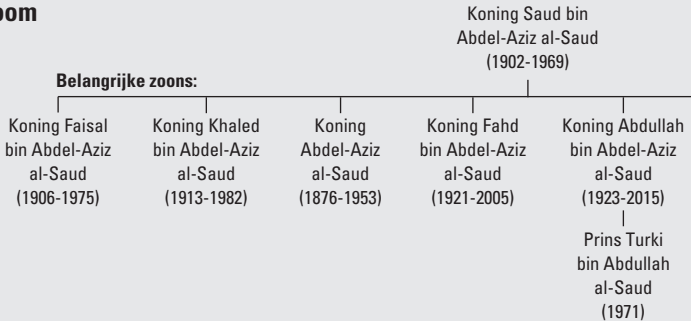 oom
Koning Saud bin
Abdel-Aziz al-Saud
(1902-1969)
Belangrijke zoons:
Koning Faisal
bin Abdel-Aziz
al-Saud
(1906-1975)
Koning Khaled
bin Abdel-Aziz
al-Saud
(1913-1982)
Koning
Abdel-Aziz
al-Saud
(1876-1953)
Koning Fahd
bin Abdel-Aziz
al-Saud
(1921-2005)
Koning Abdullah
bin Abdel-Aziz
al-Saud
(1923-2015)
Prins Turki
bin Abdullah
al-Saud
(1971)